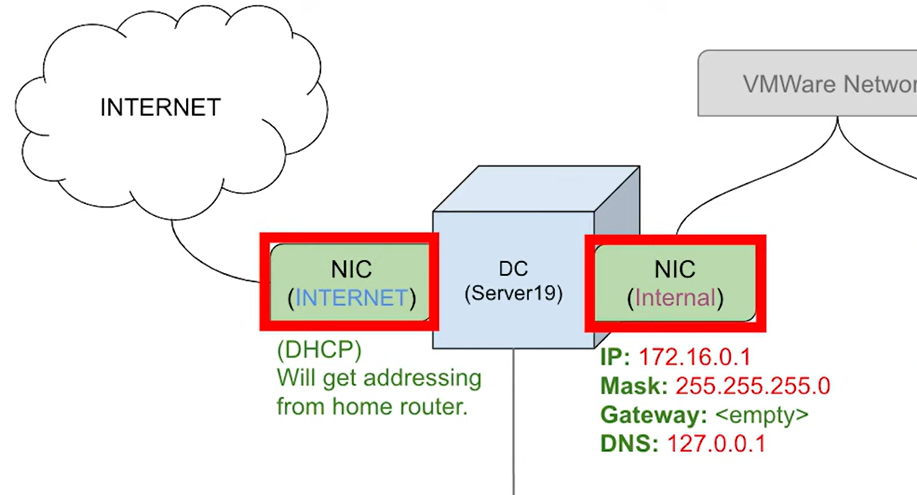 INTERNET
VMWare Networ
NIC
(INTERNET)
DC
(Server19)
NIC
(Internal)
(DHCP)
Will get addressing
from home router.
IP: 172.16.0.1
Mask: 255.255.255.0
Gateway: <empty>
DNS: 127.0.0.1